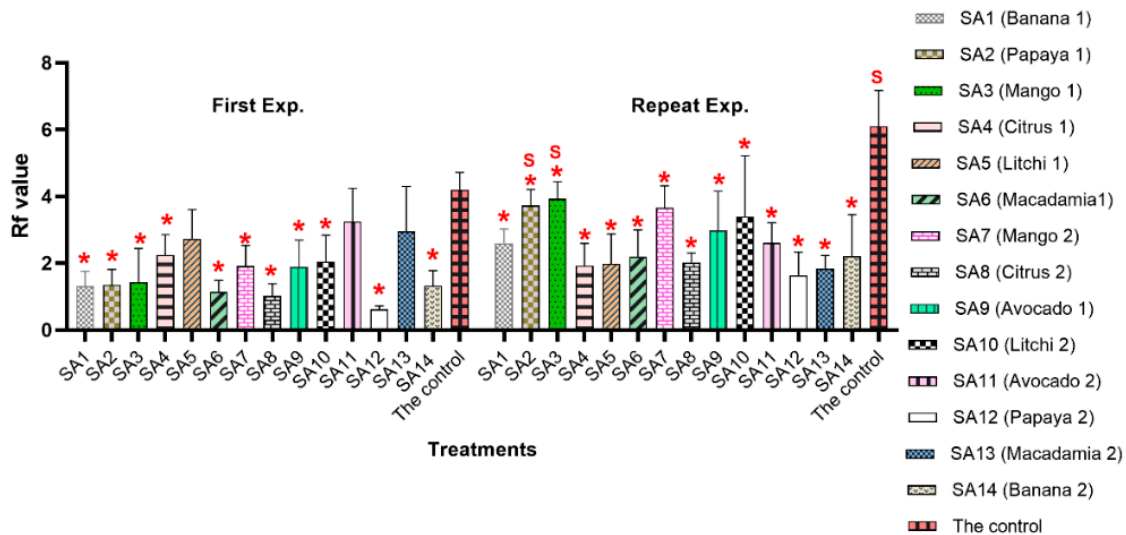 First Exp.
Repeat Exp.
Rf value
8
6
4
2
0
*
*
*
*
*
*
*
*
*
*
*
*
S
*
S
*
*
*
*
*
*
*
*
*
*
*
*
S
SA1
SA2
SA3
SA4
SA5
SA6
SA7
SA8
SA9
SA10
SA11
SA12
SA13
SA14
The control
SA1
SA2
SA3
SA4
SA5
SA6
SA7
SA8
SA9
SA10
SA11
SA12
SA13
SA14
The control
Treatments
SA1 (Banana 1)
SA2 (Papaya 1)
SA3 (Mango 1)
SA4 (Citrus 1)
SA5 (Litchi 1)
SA6 (Macadamia1)
SA7 (Mango 2)
SA8 (Citrus 2)
SA9 (Avocado 1)
SA10 (Litchi 2)
SA11 (Avocado 2)
SA12 (Papaya 2)
SA13 (Macadamia 2)
SA14 (Banana 2)
The control